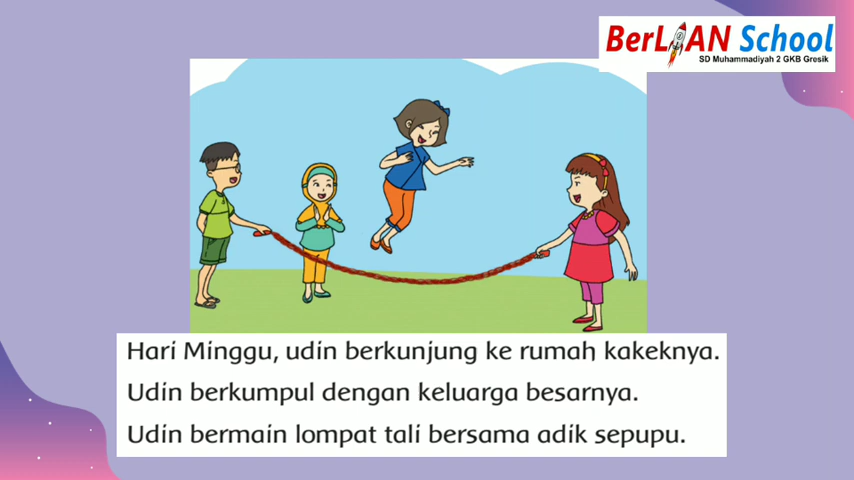 BerLIAN School
SD Muhammadiyah 2 GKB Gresik
Hari Minggu, udin berkunjung ke rumah kakeknya.
Udin berkumpul dengan keluarga besarnya.
Udin bermain lompat tali bersama adik sepupu.